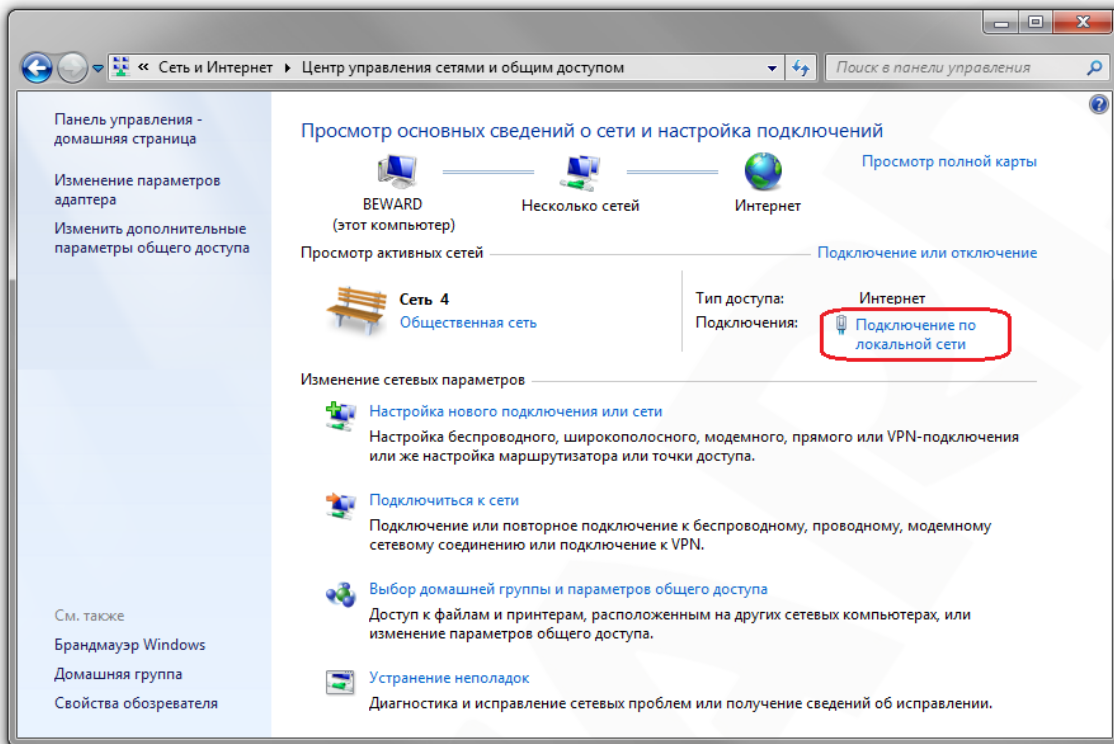 « Сеть и Интернет ▸ Центр управления сетями и общим доступом
Поиск в панели управления
Панель управления -
домашняя страница
Изменение параметров
адаптера
Изменить дополнительные
параметры общего доступа
См. также
Брандмауэр Windows
Домашняя группа
Свойства обозревателя
Просмотр основных сведений о сети и настройка подключений
Просмотр полной карты
BEWARD
(этот компьютер)
Несколько сетей
Интернет
Просмотр активных сетей
Подключение или отключение
Сеть 4
Общественная сеть
Тип доступа: Интернет
Подключения: Подключение по
локальной сети
Изменение сетевых параметров
Настройка нового подключения или сети
Настройка беспроводного, широкополосного, модемного, прямого или VPN-подключения
или же настройка маршрутизатора или точки доступа.
Подключиться к сети
Подключение или повторное подключение к беспроводному, проводному, модемному
сетевому соединению или подключение к VPN.
Выбор домашней группы и параметров общего доступа
Доступ к файлам и принтерам, расположенным на других сетевых компьютерах, или
изменение параметров общего доступа.
Устранение неполадок
Диагностика и исправление сетевых проблем или получение сведений об исправлении.